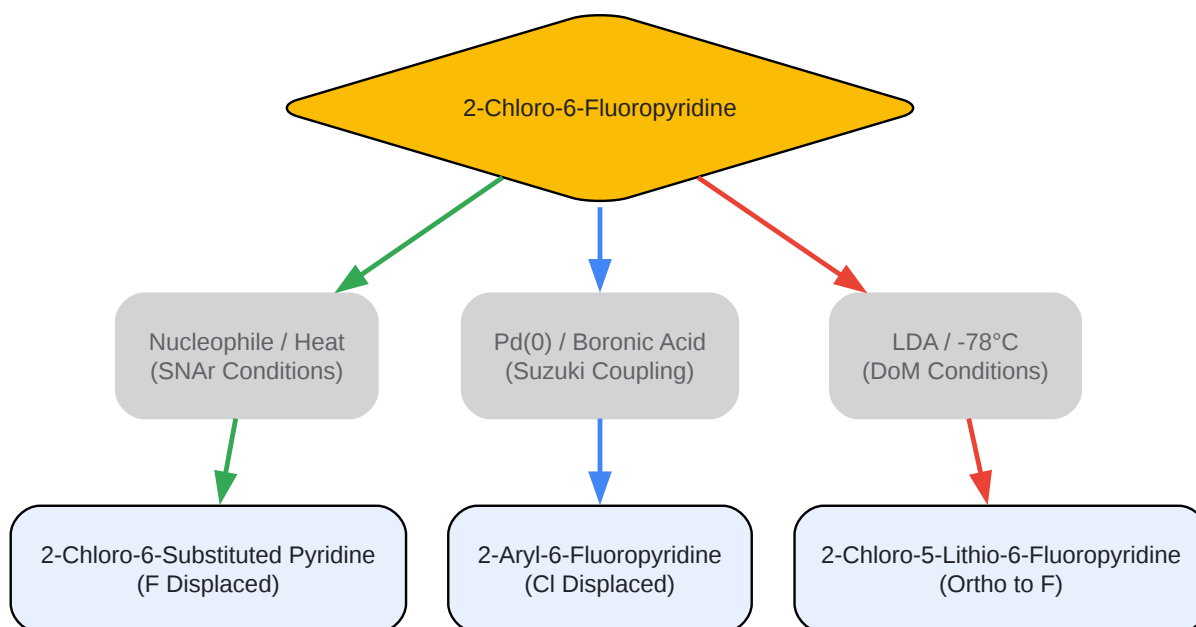 2-Chloro-6-Fluoropyridine
Nucleophile / Heat
(SNAr Conditions)
Pd(0) / Boronic Acid
(Suzuki Coupling)
LDA / -78°C
(DoM Conditions)
2-Chloro-6-Substituted Pyridine
(F Displaced)
2-Aryl-6-Fluoropyridine
(Cl Displaced)
2-Chloro-5-Lithio-6-Fluoropyridine
(Ortho to F)